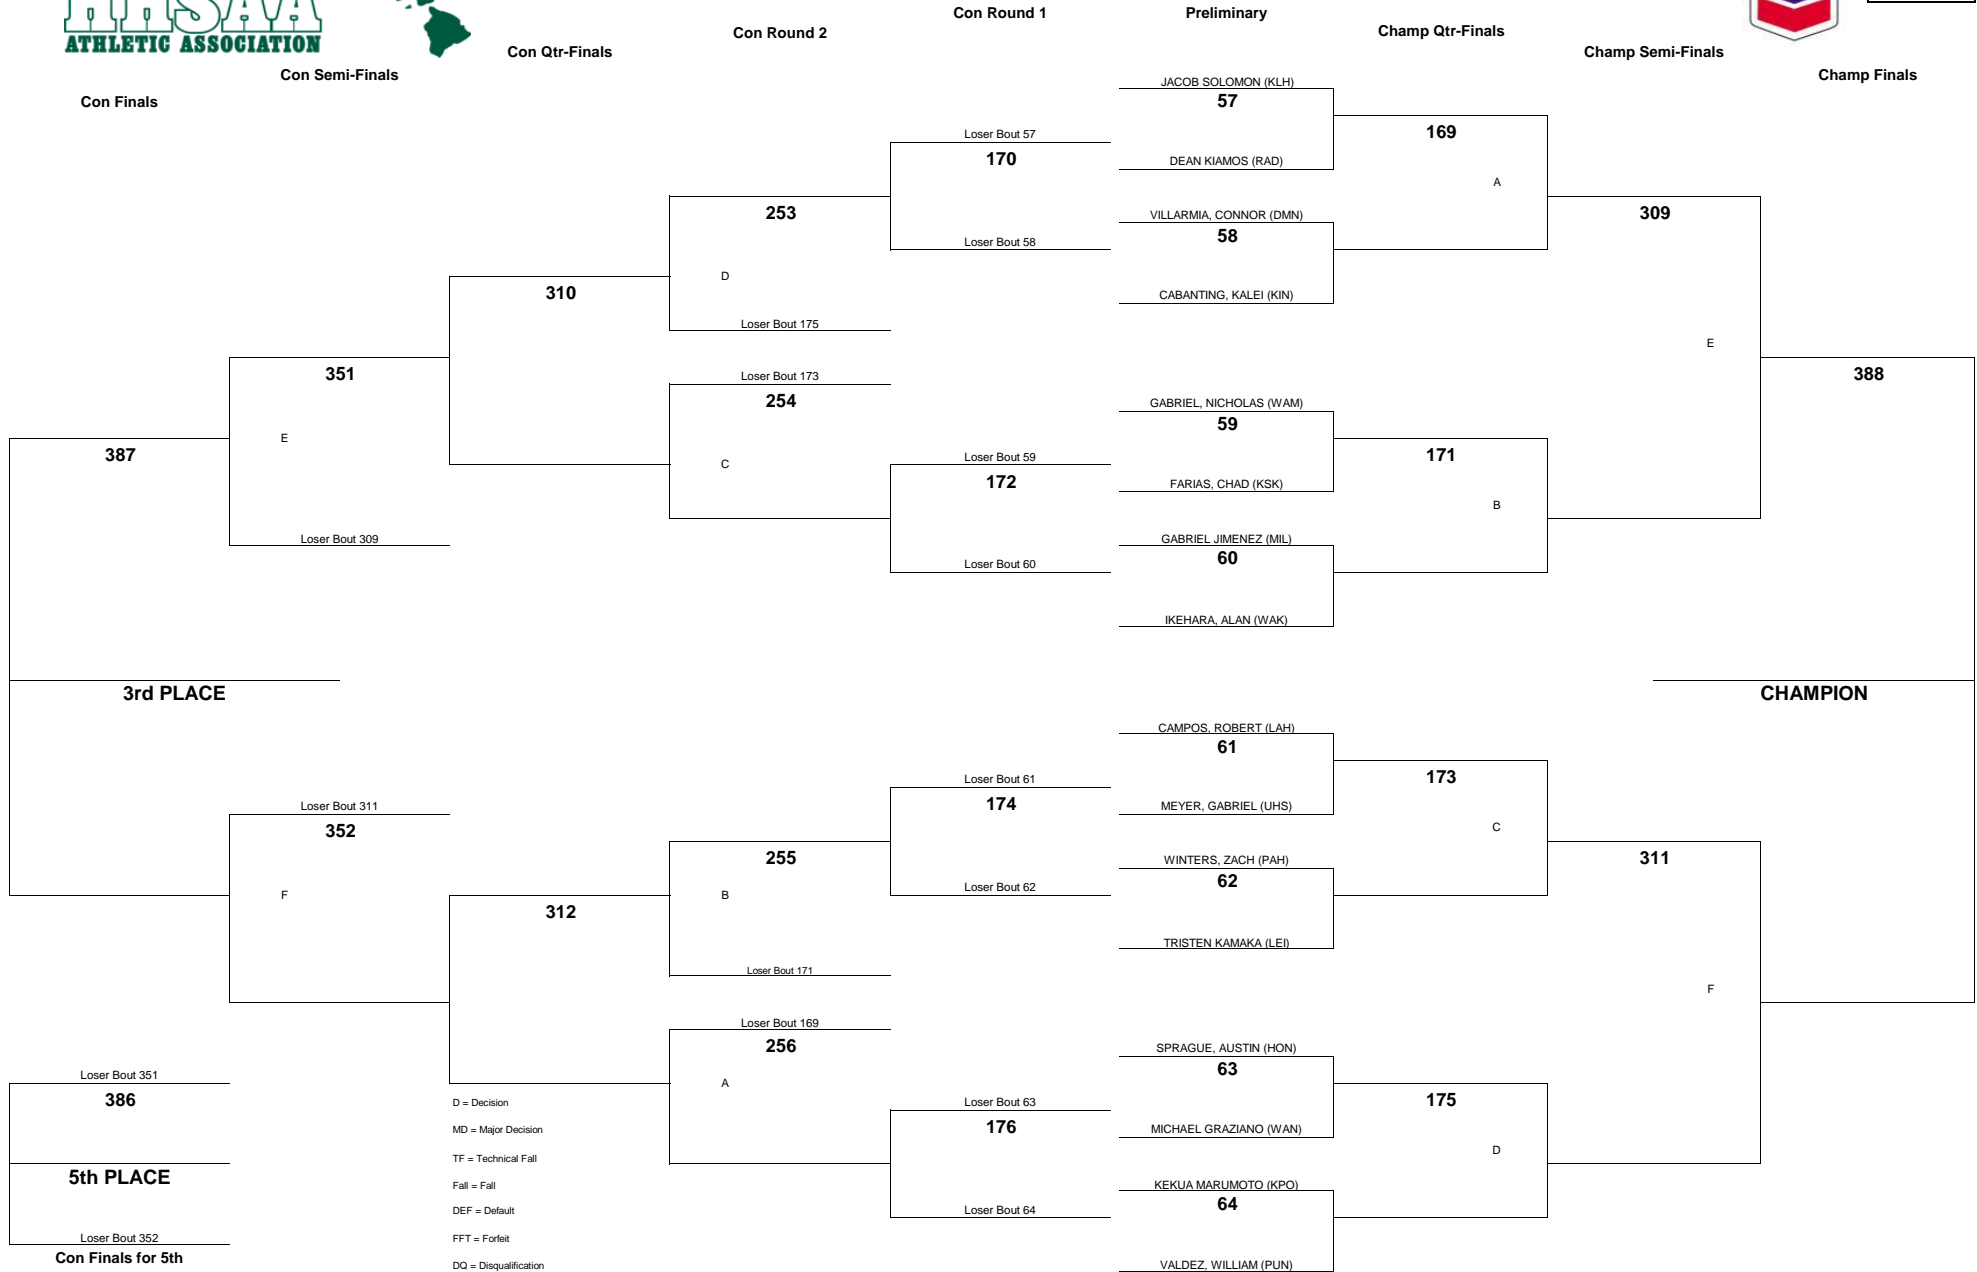 HHSAA
ATHLETIC ASSOCIATION
Con Finals
Con Semi-Finals
Con Qtr-Finals
Con Round 2
Con Round 1
Preliminary
Champ Qtr-Finals
Champ Semi-Finals
Champ Finals
JACOB SOLOMON (KLH)
57
DEAN KIAMOS (RAD)
VILLARMIA, CONNOR (DMN)
58
CABANTING, KALEI (KIN)
GABRIEL, NICHOLAS (WAM)
59
FARIAS, CHAD (KSK)
GABRIEL JIMENEZ (MIL)
60
IKEHARA, ALAN (WAK)
CAMPOS, ROBERT (LAH)
61
MEYER, GABRIEL (UHS)
WINTERS, ZACH (PAH)
62
TRISTEN KAMAKA (LEI)
SPRAGUE, AUSTIN (HON)
63
MICHAEL GRAZIANO (WAN)
KEKUA MARUMOTO (KPO)
64
VALDEZ, WILLIAM (PUN)
169
A
171
B
173
C
175
D
309
E
311
F
388
CHAMPION
Loser Bout 57
170
Loser Bout 58
Loser Bout 59
172
Loser Bout 60
Loser Bout 61
174
Loser Bout 62
Loser Bout 63
176
Loser Bout 64
253
D
Loser Bout 175
Loser Bout 173
254
C
255
B
Loser Bout 171
Loser Bout 169
256
A
310
312
351
E
Loser Bout 309
Loser Bout 311
352
F
387
3rd PLACE
Loser Bout 351
386
5th PLACE
Loser Bout 352
Con Finals for 5th
D = Decision
MD = Major Decision
TF = Technical Fall
Fall = Fall
DEF = Default
FFT = Forfeit
DQ = Disqualification